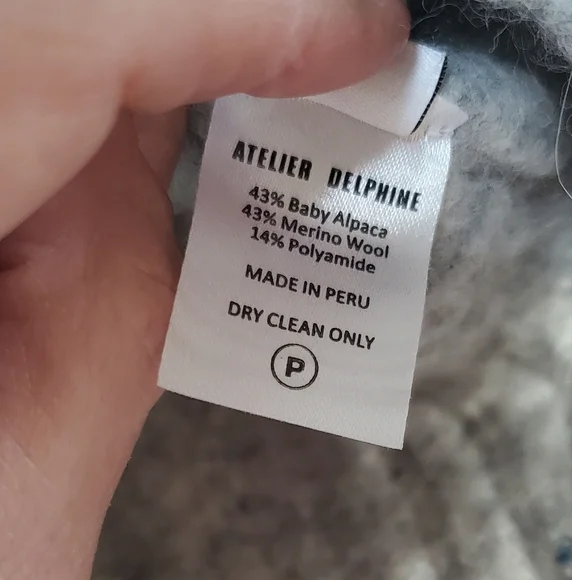 ATELIER DELPHINE
43% Baby Alpaca
43% Merino Wool
14% Polyamide
MADE IN PERU
DRY CLEAN ONLY
P